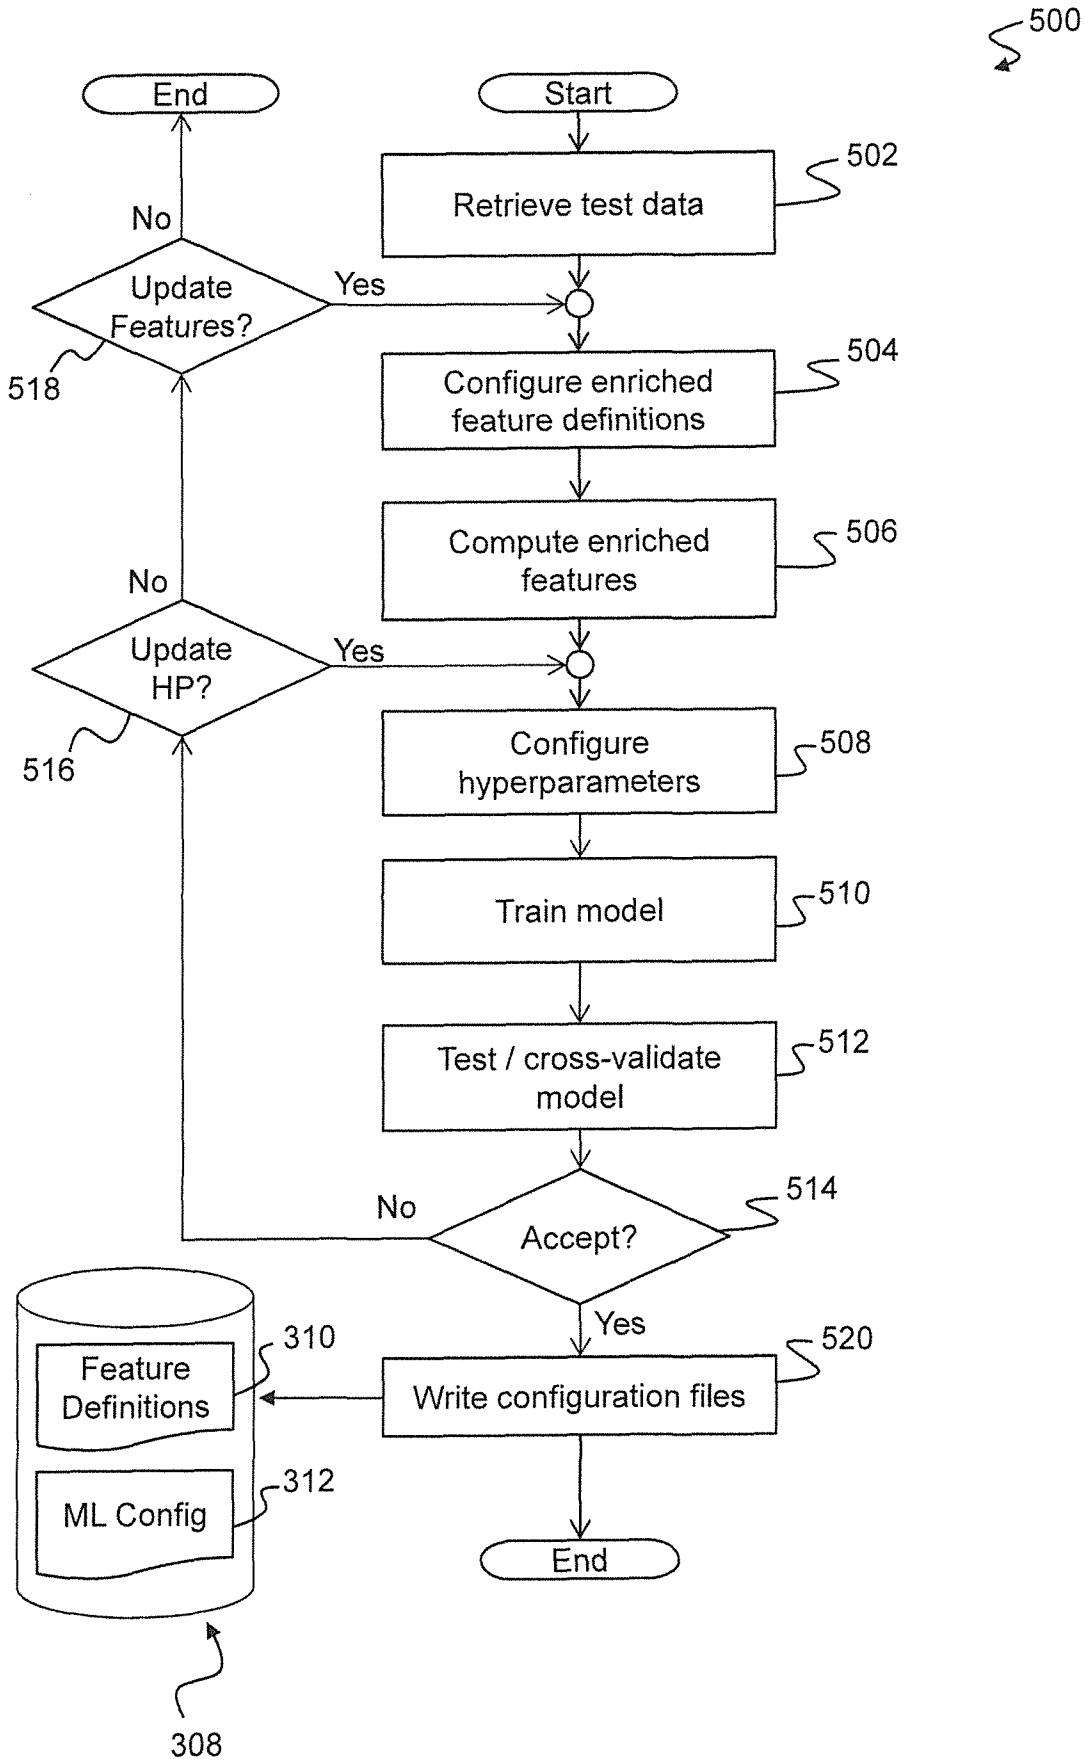 500
End
Start
502
Retrieve test data
No
Update
Features?
Yes
518
504
Configure enriched
feature definitions
506
Compute enriched
features
No
Update
HP?
Yes
516
508
Configure
hyperparameters
510
Train model
512
Test / cross-validate
model
514
No
Accept?
Yes
310
Feature
Definitions
520
Write configuration files
312
ML Config
End
308